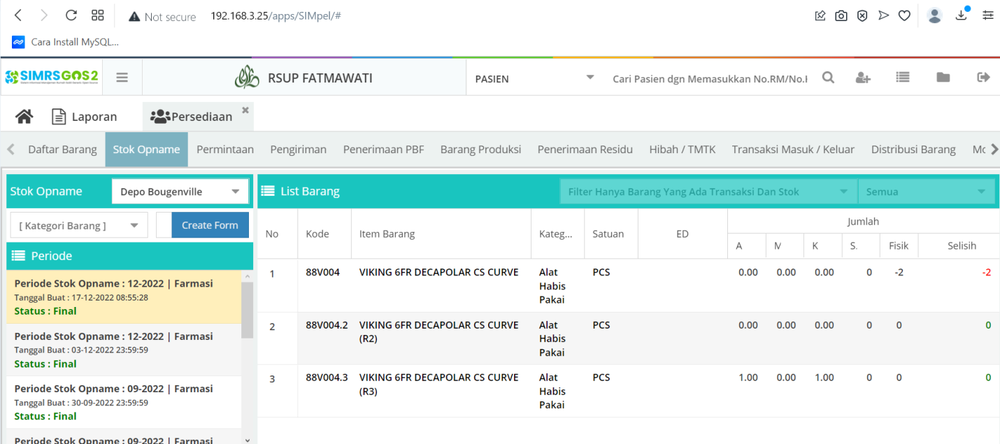 Not secure 192.168.3.25/apps/SIMpel/#
Cara Install MySQL...
SIMRSGOS2
RSUP FATMAWATI
PASIEN
Cari Pasien dgn Memasukkan No.RM/No.I
Laporan
Persediaan
Daftar Barang
Stok Opname
Permintaan
Pengiriman
Penerimaan PBF
Barang Produksi
Penerimaan Residu
Hibah / TMTK
Transaksi Masuk / Keluar
Distribusi Barang
Mc
Stok Opname
Depo Bougenville
[ Kategori Barang ]
Create Form
Periode
Periode Stok Opname : 12-2022 | Farmasi
Tanggal Buat : 17-12-2022 08:55:28
Status : Final
Periode Stok Opname : 12-2022 | Farmasi
Tanggal Buat : 03-12-2022 23:59:59
Status : Final
Periode Stok Opname : 09-2022 | Farmasi
Tanggal Buat : 30-09-2022 23:59:59
Status : Final
Periode Stok Opname : 09-2022 | Farmasi
List Barang
Filter Hanya Barang Yang Ada Transaksi Dan Stok
Semua
No Kode Item Barang Kateg... Satuan ED Jumlah
A M K S. Fisik Selisih
1 88V004 VIKING 6FR DECAPOLAR CS CURVE Alat PCS 0.00 0.00 0.00 0 -2 -2
Habis
Pakai
2 88V004.2 VIKING 6FR DECAPOLAR CS CURVE Alat PCS 0.00 0.00 0.00 0 0 0
(R2) Habis
Pakai
3 88V004.3 VIKING 6FR DECAPOLAR CS CURVE Alat PCS 1.00 0.00 1.00 0 0 0
(R3) Habis
Pakai